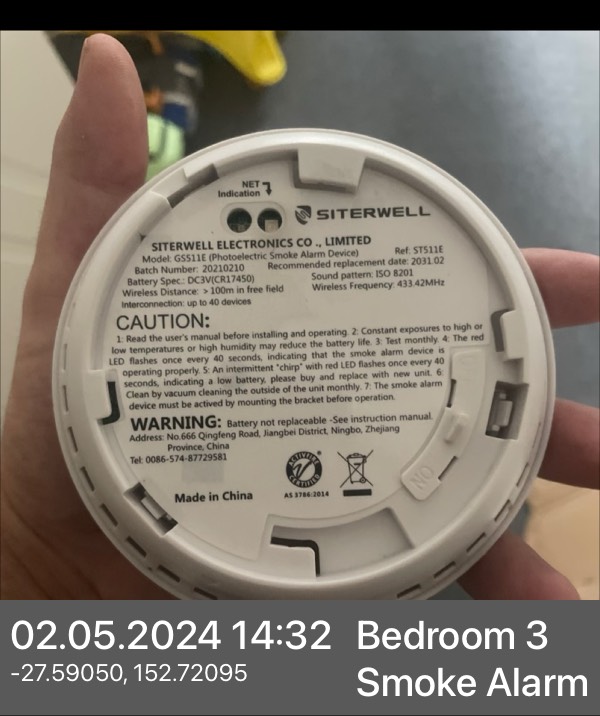 NET
Indication
SITERWELL
SITERWELL ELECTRONICS CO ., LIMITED
Model: GS511E (Photoelectric Smoke Alarm Device) Ref: ST511E
Batch Number: 20210210 Recommended replacement date: 2031.02
Battery Spec.: DC3V(CR17450) Sound pattern: ISO 8201
Wireless Distance: >100m in free field Wireless Frequency: 433.42MHz
Interconnection: up to 40 devices
CAUTION:
1: Read the user's manual before installing and operating. 2: Constant exposures to high or
low temperatures or high humidity may reduce the battery life. 3: Test monthly. 4: The red
LED flashes once every 40 seconds, indicating that the smoke alarm device is
operating properly. 5: An intermittent "chirp" with red LED flashes once every 40
seconds, indicating a low battery, please buy and replace with new unit. 6:
Clean by vacuum cleaning the outside of the unit monthly. 7: The smoke alarm
device must be actived by mounting the bracket before operation.
WARNING: Battery not replaceable -See instruction manual.
Address: No.666 Qingfeng Road, Jiangbei District, Ningbo, Zhejiang
Province, China
Tel: 0086-574-87729581
ACTIVFIRE
CERTIFIED
AS 3786:2014
Made in China
NO
02.05.2024 14:32 Bedroom 3
-27.59050, 152.72095 Smoke Alarm